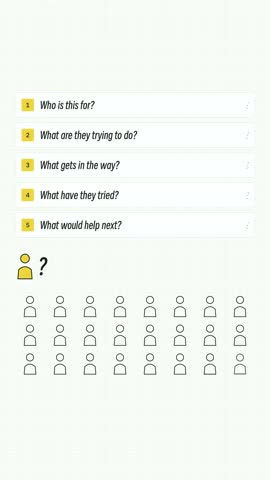 1 Who is this for?
2 What are they trying to do?
3 What gets in the way?
4 What have they tried?
5 What would help next?
?